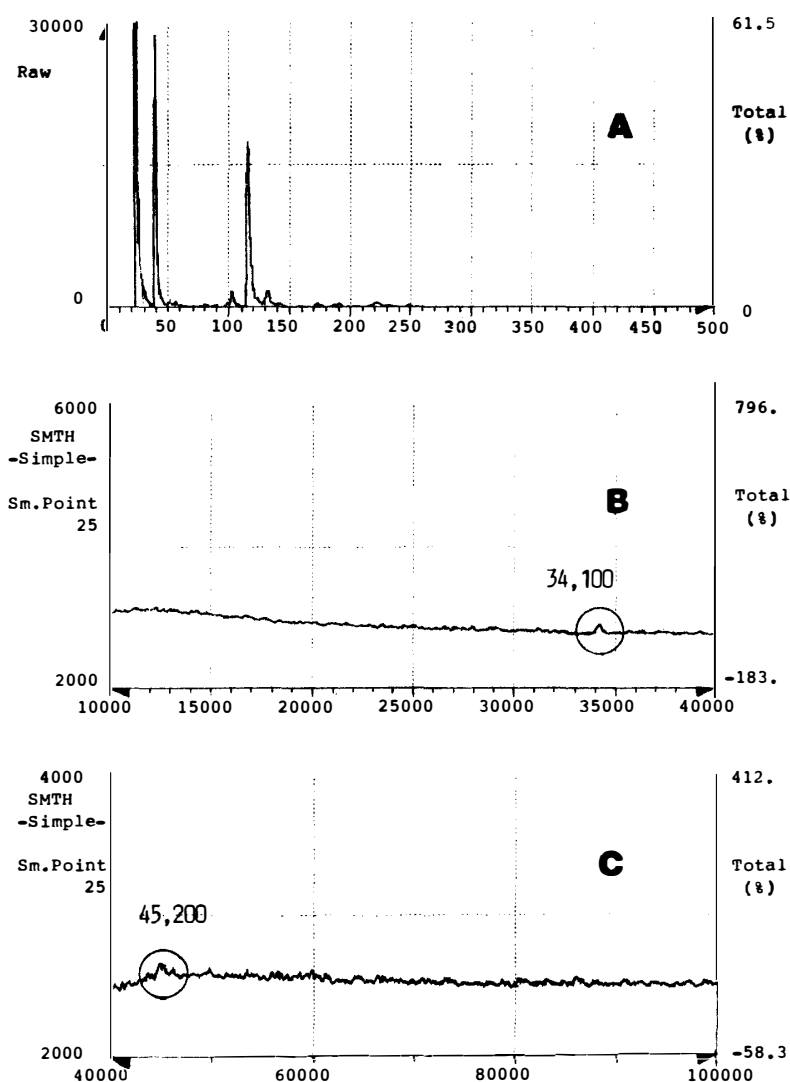 30000
61.5
Raw
Total
(%)
A
0
0
0 50 100 150 200 250 300 350 400 450 500
6000
796.
SMTH
-Simple-
Sm.Point
25
Total
(%)
B
34,100
2000
-183.
10000 15000 20000 25000 30000 35000 40000
4000
412.
SMTH
-Simple-
Sm.Point
25
Total
(%)
C
45,200
2000
-58.3
40000 60000 80000 100000